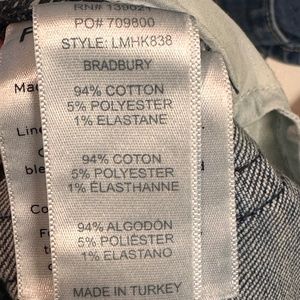 PO# 709800
STYLE: LMHK838
BRADBURY
94% COTTON
5% POLYESTER
1% ELASTANE
94% COTON
5% POLYESTER
1% ÉLASTHANNE
94% ALGODÓN
5% POLIÉSTER
1% ELASTANO
MADE IN TURKEY